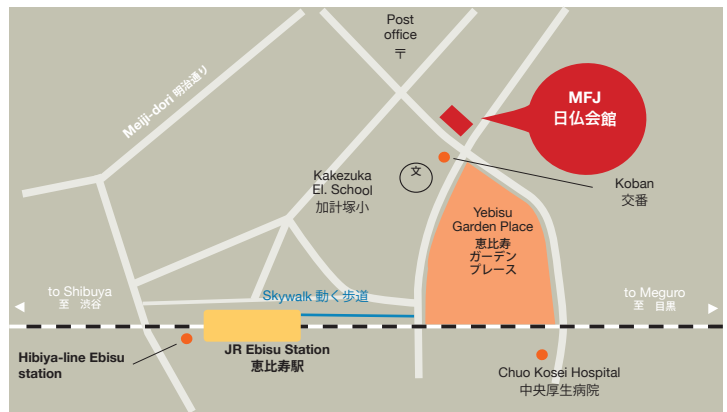 Post
office
〒
MFJ
日仏会館
Meiji-dori 明治通り
文
Kakezuka
El. School
加計塚小
Koban
交番
Yebisu
Garden Place
恵比寿
ガーデン
プレース
to Shibuya
至　渋谷
Skywalk 動く歩道
to Meguro
至　目黒
Hibiya-line Ebisu
station
JR Ebisu Station
恵比寿駅
Chuo Kosei Hospital
中央厚生病院